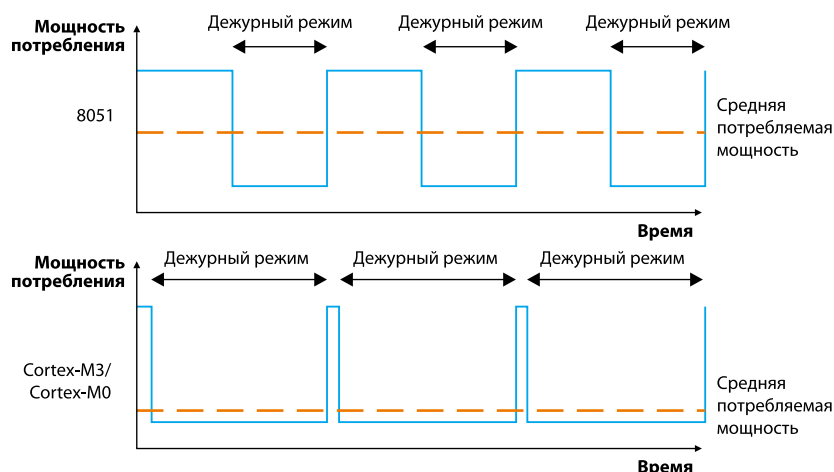 Дежурный режим
Дежурный режим
Дежурный режим
Мощность
потребления
8051
Средняя
потребляемая
мощность
Время
Дежурный режим
Дежурный режим
Дежурный режим
Мощность
потребления
Cortex-M3/
Cortex-M0
Средняя
потребляемая
мощность
Время